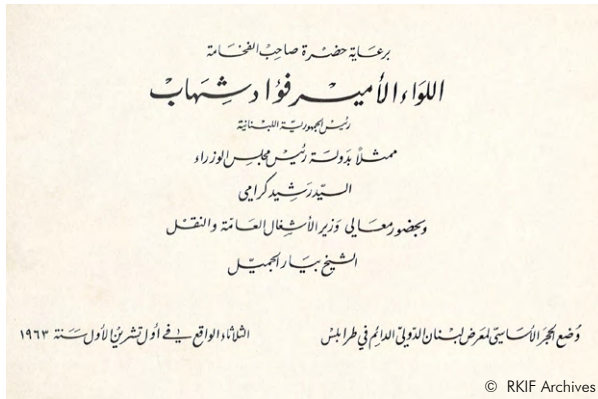 برعاية حضرة صاحب الفخامة
اللواء الأمير فؤاد شهاب
رئيس الجمهورية اللبنانية
ممثلاً بدولة رئيس مجلس الوزراء
السيد رشيد كرامي
وبحضور معالي وزير الأشغال العامة والنقل
الشيخ بيار الجميل
وُضع الحجر الأساسي لمعرض لبنان الدولي الدائم في طرابلس
الثلاثاء الواقع في أول تشرين الأول سنة ١٩٦٣
© RKIF Archives